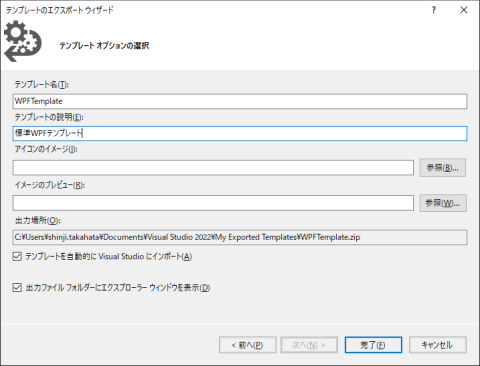 テンプレートのエクスポート ウィザード
テンプレート オプションの選択
テンプレート名(T):
WPFTemplate
テンプレートの説明(E):
標準WPFテンプレート
アイコンのイメージ(I):
参照(B)...
イメージのプレビュー(R):
参照(W)...
出力場所(O):
C:¥Users¥shinji.takahata¥Documents¥Visual Studio 2022¥My Exported Templates¥WPFTemplate.zip
テンプレートを自動的に Visual Studio にインポート(A)
出力ファイル フォルダーにエクスプローラー ウィンドウを表示(D)
< 前へ(P) 次へ(N) > 完了(F) キャンセル